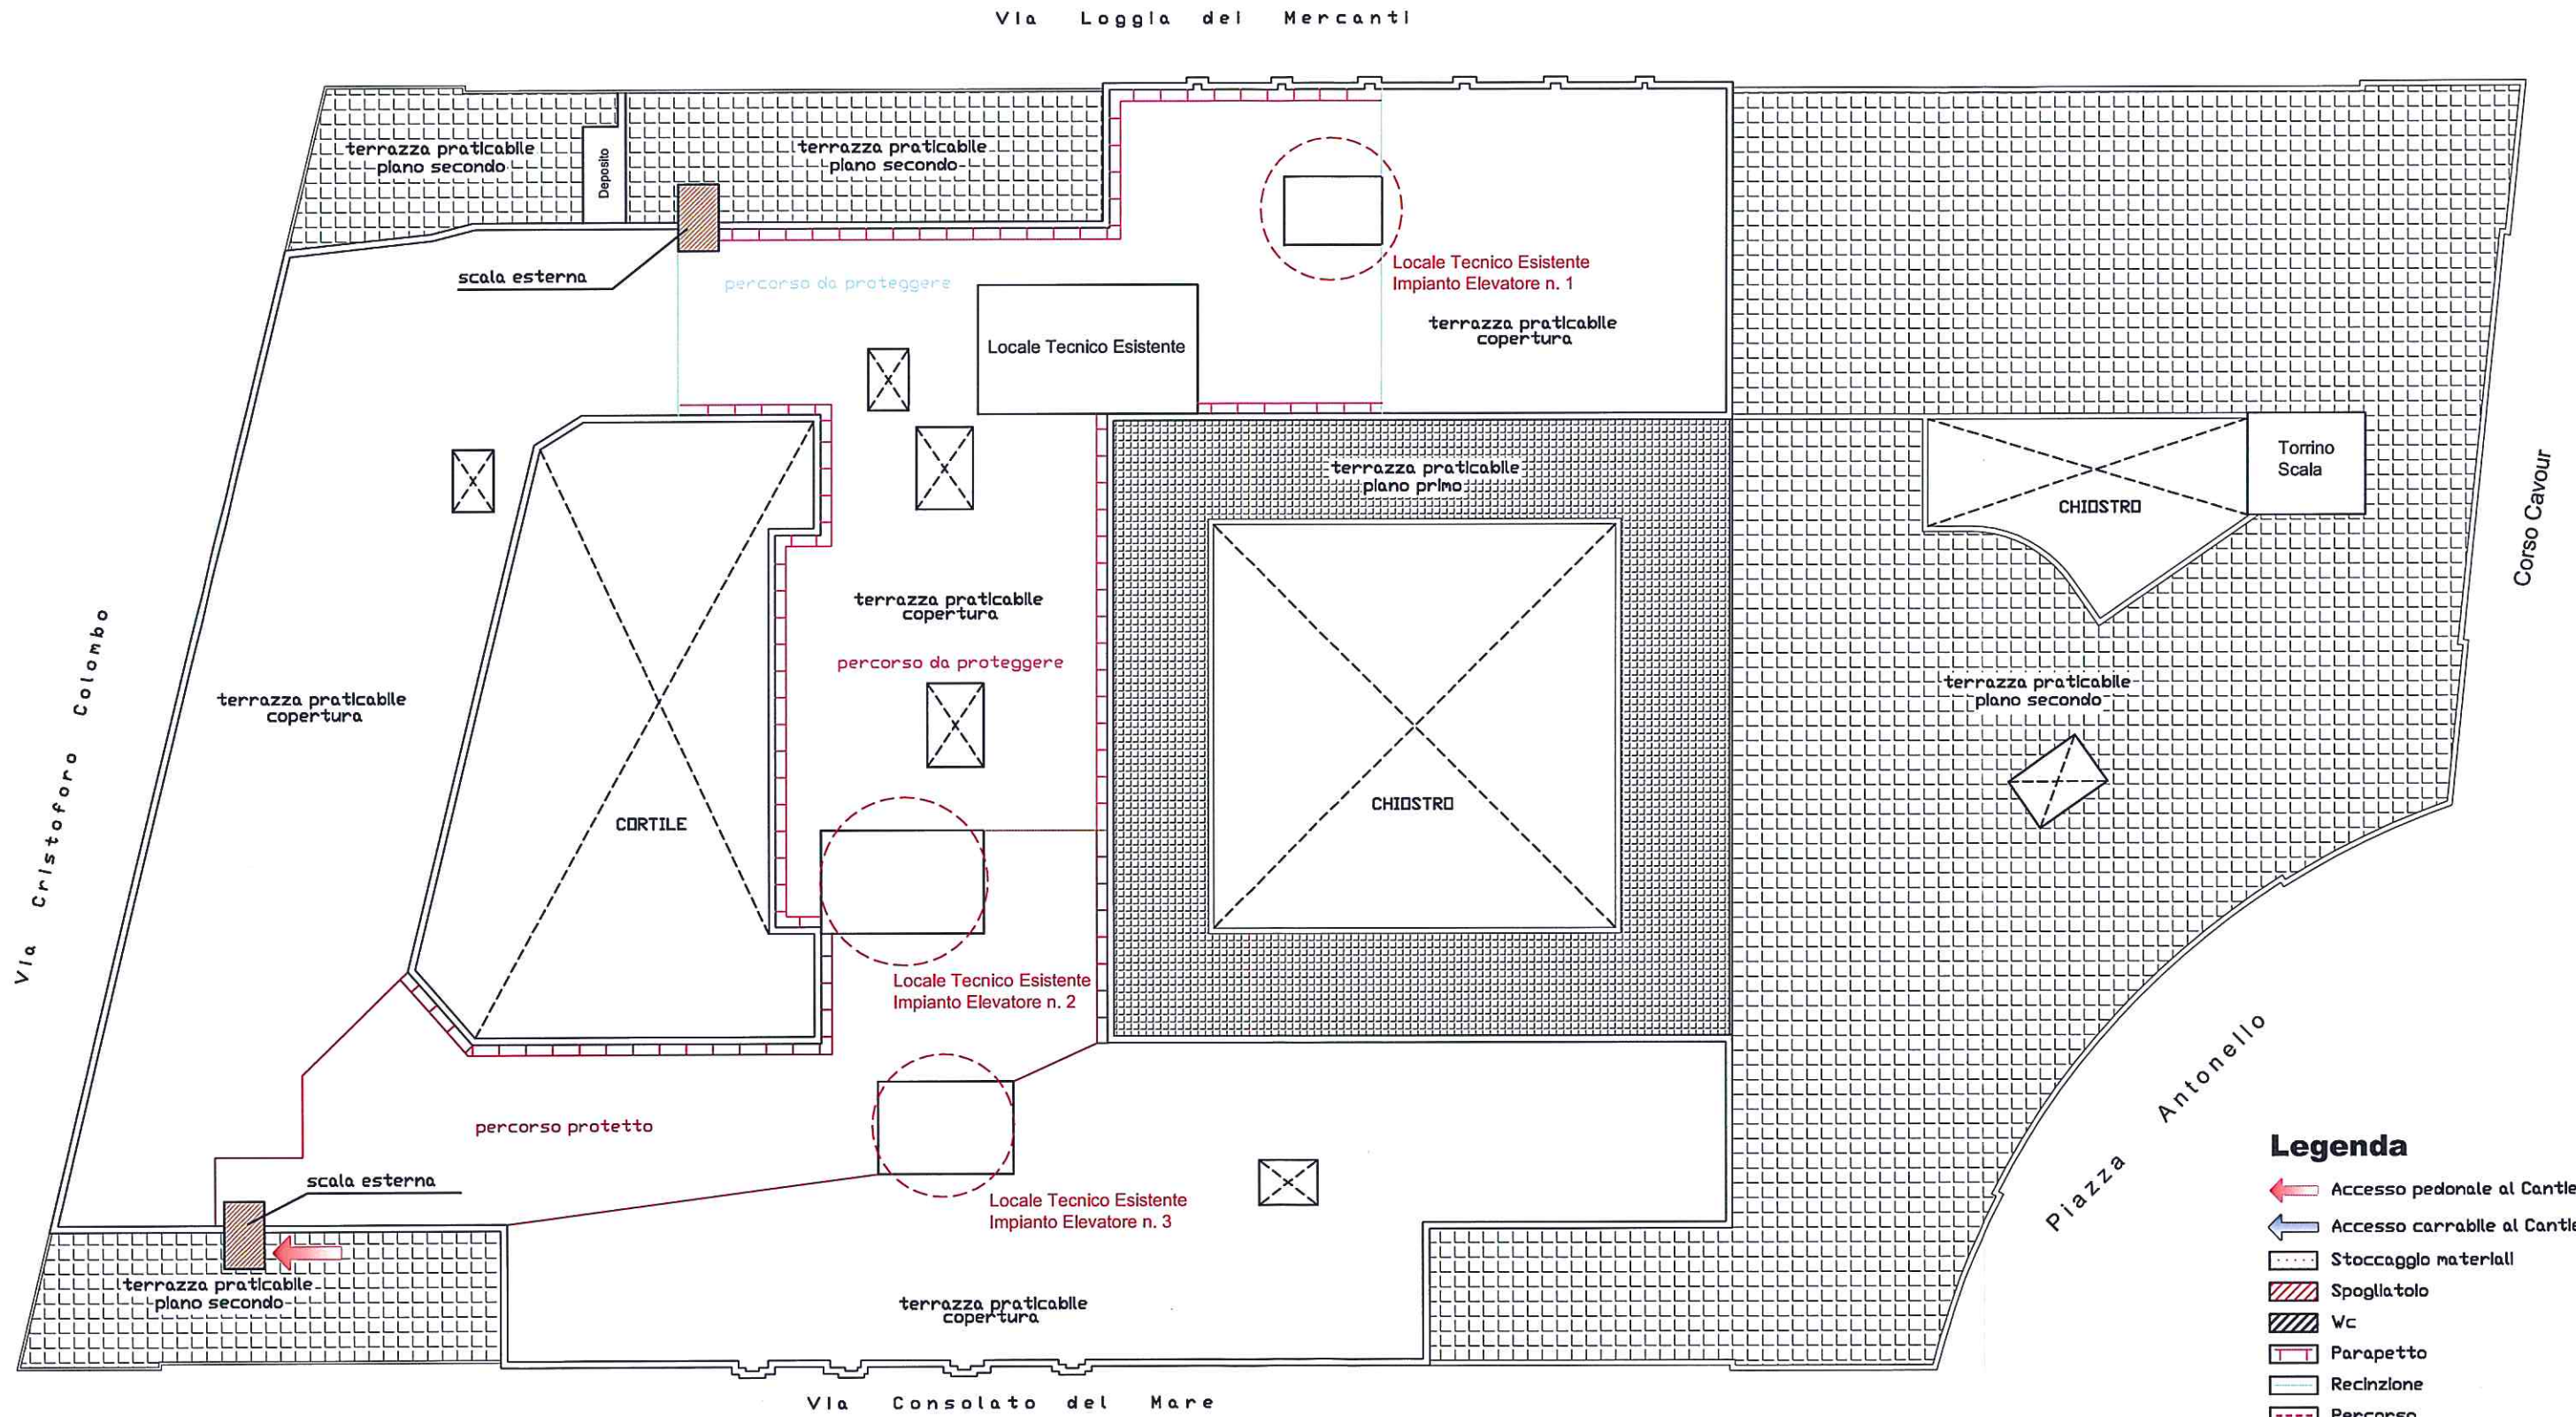 Via Loggia dei Mercanti
terrazza praticabile
piano secondo
Deposito
terrazza praticabile
piano secondo
scala esterna
percorso da proteggere
Locale Tecnico Esistente
Impianto Elevatore n. 1
terrazza praticabile
copertura
Locale Tecnico Esistente
terrazza praticabile
piano primo
CHIOSTRO
Torrino
Scala
Corso Cavour
terrazza praticabile
copertura
percorso da proteggere
Via Cristoforo Colombo
terrazza praticabile
copertura
CORTILE
CHIOSTRO
terrazza praticabile
piano secondo
Locale Tecnico Esistente
Impianto Elevatore n. 2
percorso protetto
scala esterna
Locale Tecnico Esistente
Impianto Elevatore n. 3
terrazza praticabile
piano secondo
terrazza praticabile
copertura
Piazza Antonello
Via Consolato del Mare
Legenda
Accesso pedonale al Cantie
Accesso carrabile al Cantie
Stoccaggio materiali
Spogliatoio
Wc
Parapetto
Recinzione
Percorso